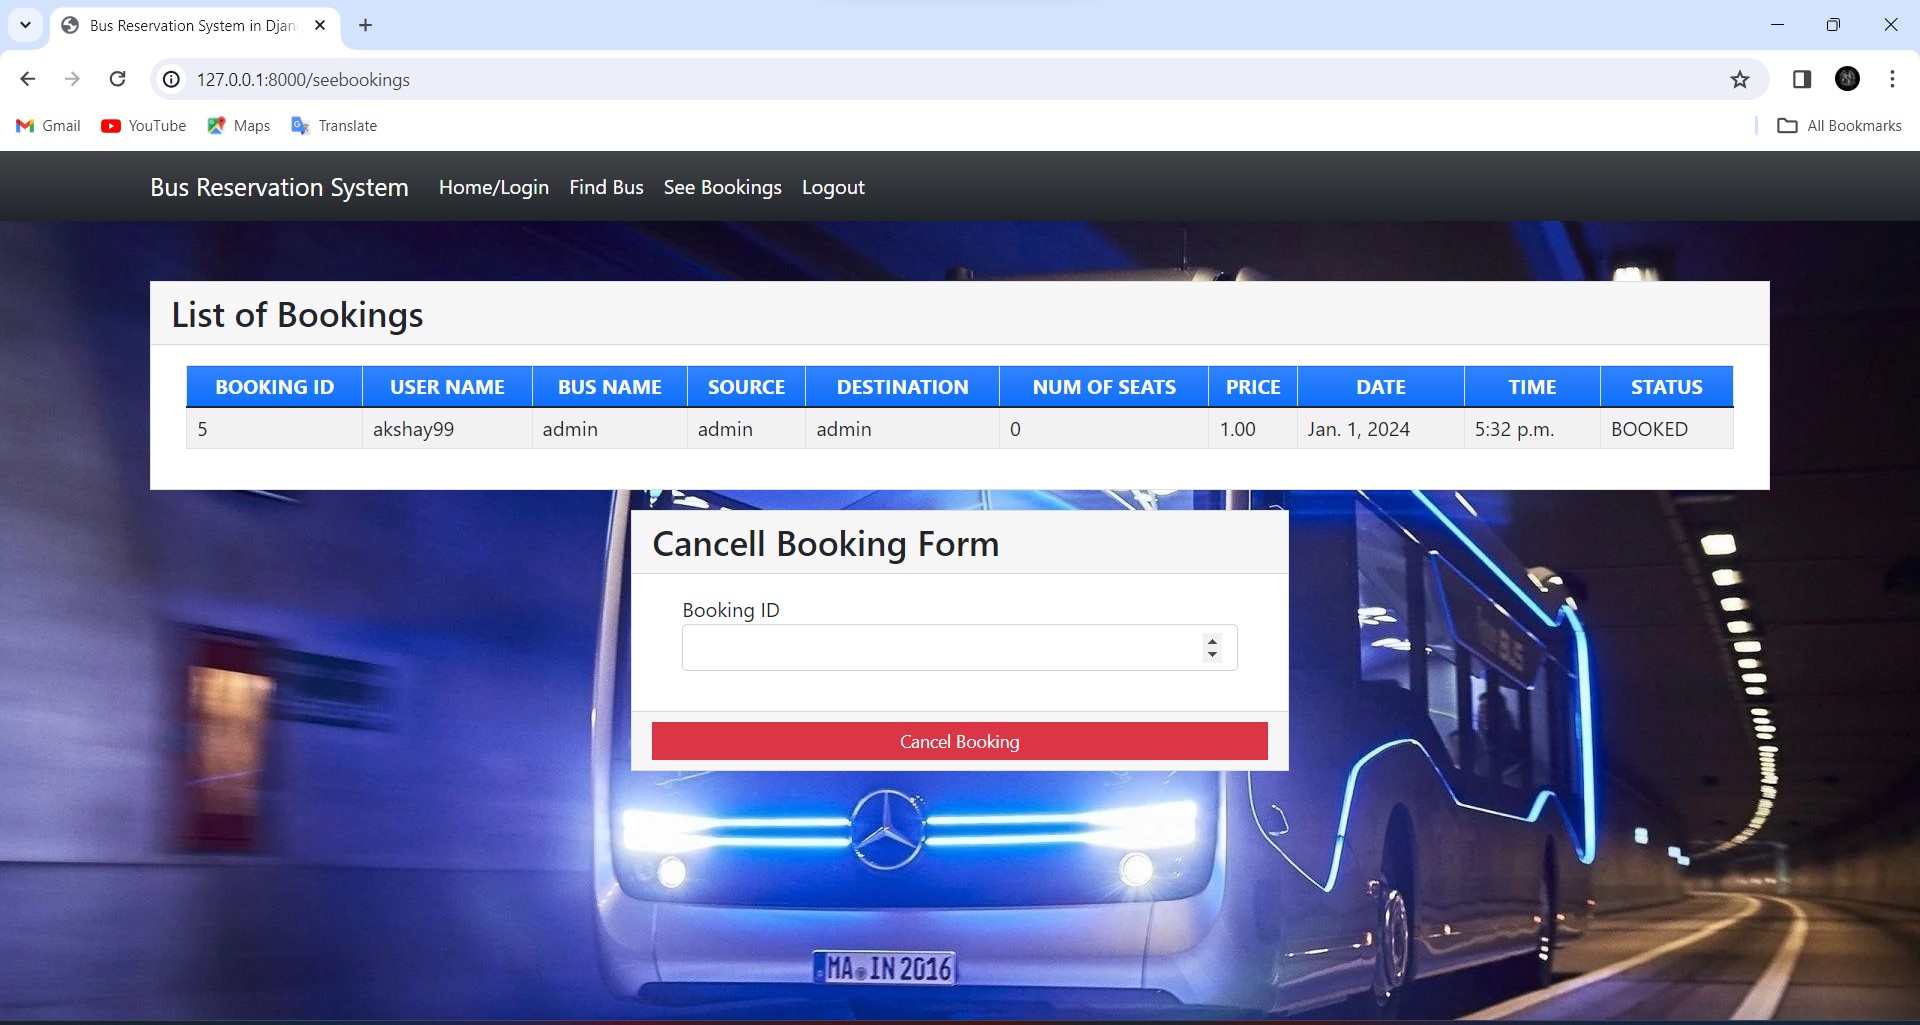 Bus Reservation System in Djan
127.0.0.1:8000/seebookings
Gmail YouTube Maps Translate All Bookmarks
Bus Reservation System Home/Login Find Bus See Bookings Logout
List of Bookings
BOOKING ID USER NAME BUS NAME SOURCE DESTINATION NUM OF SEATS PRICE DATE TIME STATUS
5 akshay99 admin admin admin 0 1.00 Jan. 1, 2024 5:32 p.m. BOOKED
Cancell Booking Form
Booking ID
Cancel Booking
BUS
MA IN 2016